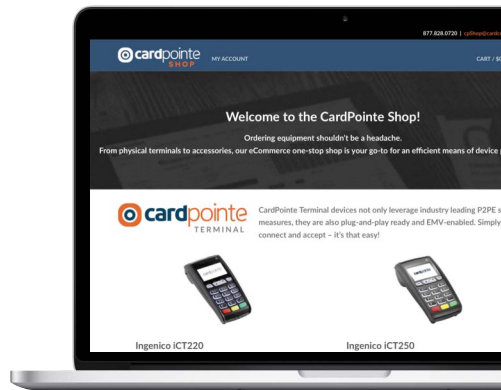 877.828.0720 |
cardpointe
SHOP
MY ACCOUNT
CART /
Welcome to the CardPointe Shop!
Ordering equipment shouldn't be a headache.
From physical terminals to accessories, our eCommerce one-stop shop is your go-to for an efficient means of device
cardpointe
TERMINAL
CardPointe Terminal devices not only leverage industry leading P2PE
measures, they are also plug-and-play ready and EMV-enabled. Simply
connect and accept – it's that easy!
Ingenico iCT220
Ingenico iCT250